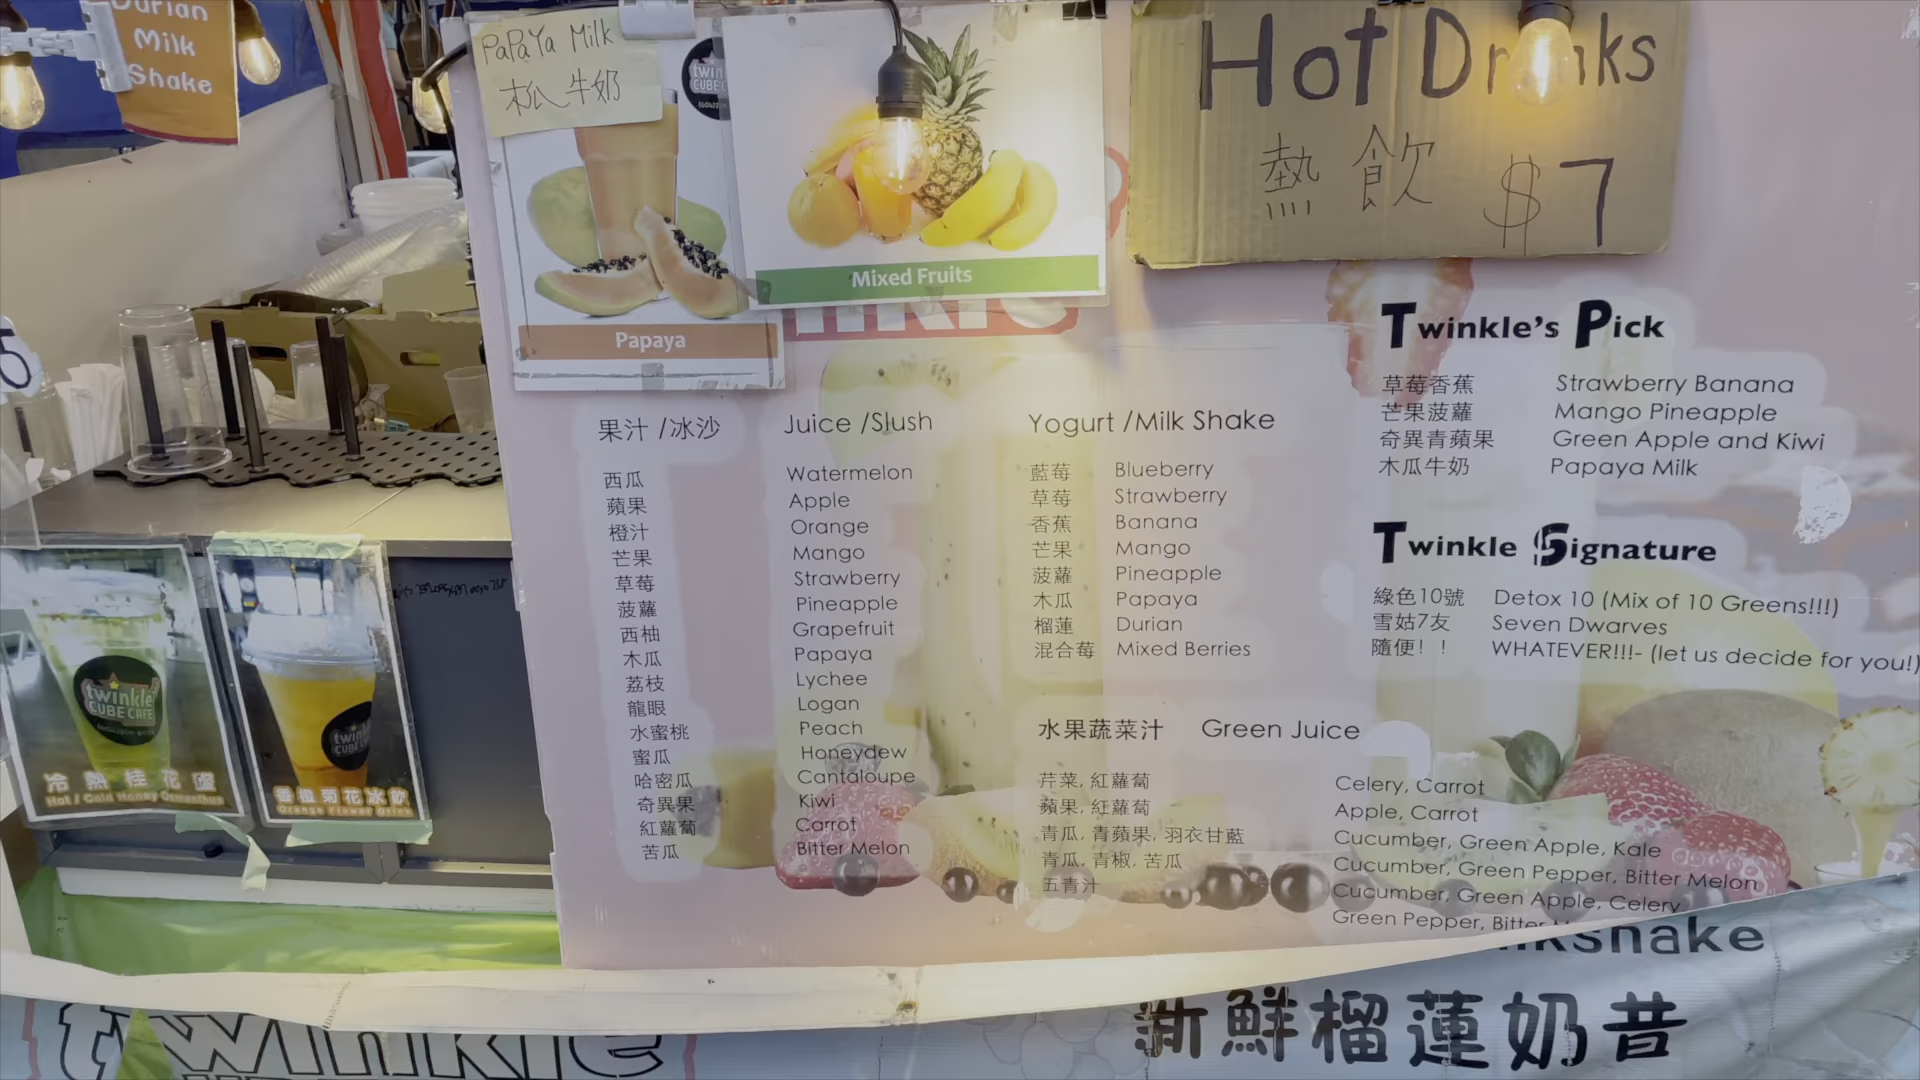 Durian
Milk
Shake
PaPaYa Milk
木瓜 牛奶
Papaya
Mixed Fruits
Hot Drinks
熱 飲 $7
果汁 /冰沙 Juice /Slush
西瓜 Watermelon
蘋果 Apple
橙汁 Orange
芒果 Mango
草莓 Strawberry
菠蘿 Pineapple
西柚 Grapefruit
木瓜 Papaya
荔枝 Lychee
龍眼 Logan
水蜜桃 Peach
蜜瓜 Honeydew
哈密瓜 Cantaloupe
奇異果 Kiwi
紅蘿蔔 Carrot
苦瓜 Bitter Melon
Yogurt /Milk Shake
藍莓 Blueberry
草莓 Strawberry
香蕉 Banana
芒果 Mango
菠蘿 Pineapple
木瓜 Papaya
榴蓮 Durian
混合莓 Mixed Berries
水果蔬菜汁 Green Juice
芹菜, 紅蘿蔔 Celery, Carrot
蘋果, 紅蘿蔔 Apple, Carrot
青瓜, 青蘋果, 羽衣甘藍 Cucumber, Green Apple, Kale
青瓜, 青椒, 苦瓜 Cucumber, Green Pepper, Bitter Melon
五青汁 Cucumber, Green Apple, Celery
Green Pepper, Bitter
Twinkle's Pick
草莓香蕉 Strawberry Banana
芒果菠蘿 Mango Pineapple
奇異青蘋果 Green Apple and Kiwi
木瓜牛奶 Papaya Milk
Twinkle Signature
綠色10號 Detox 10 (Mix of 10 Greens!!!)
雪姑7友 Seven Dwarves
隨便！！ WHATEVER!!!- (let us decide for you!)
twinkle
CUBE CAFE
冷 熱 桂 花 蜜
Hot / Cold Honey Osmanthus
香橙菊花冰飲
Orange Flower Drink
twinkle
新鮮榴蓮奶昔